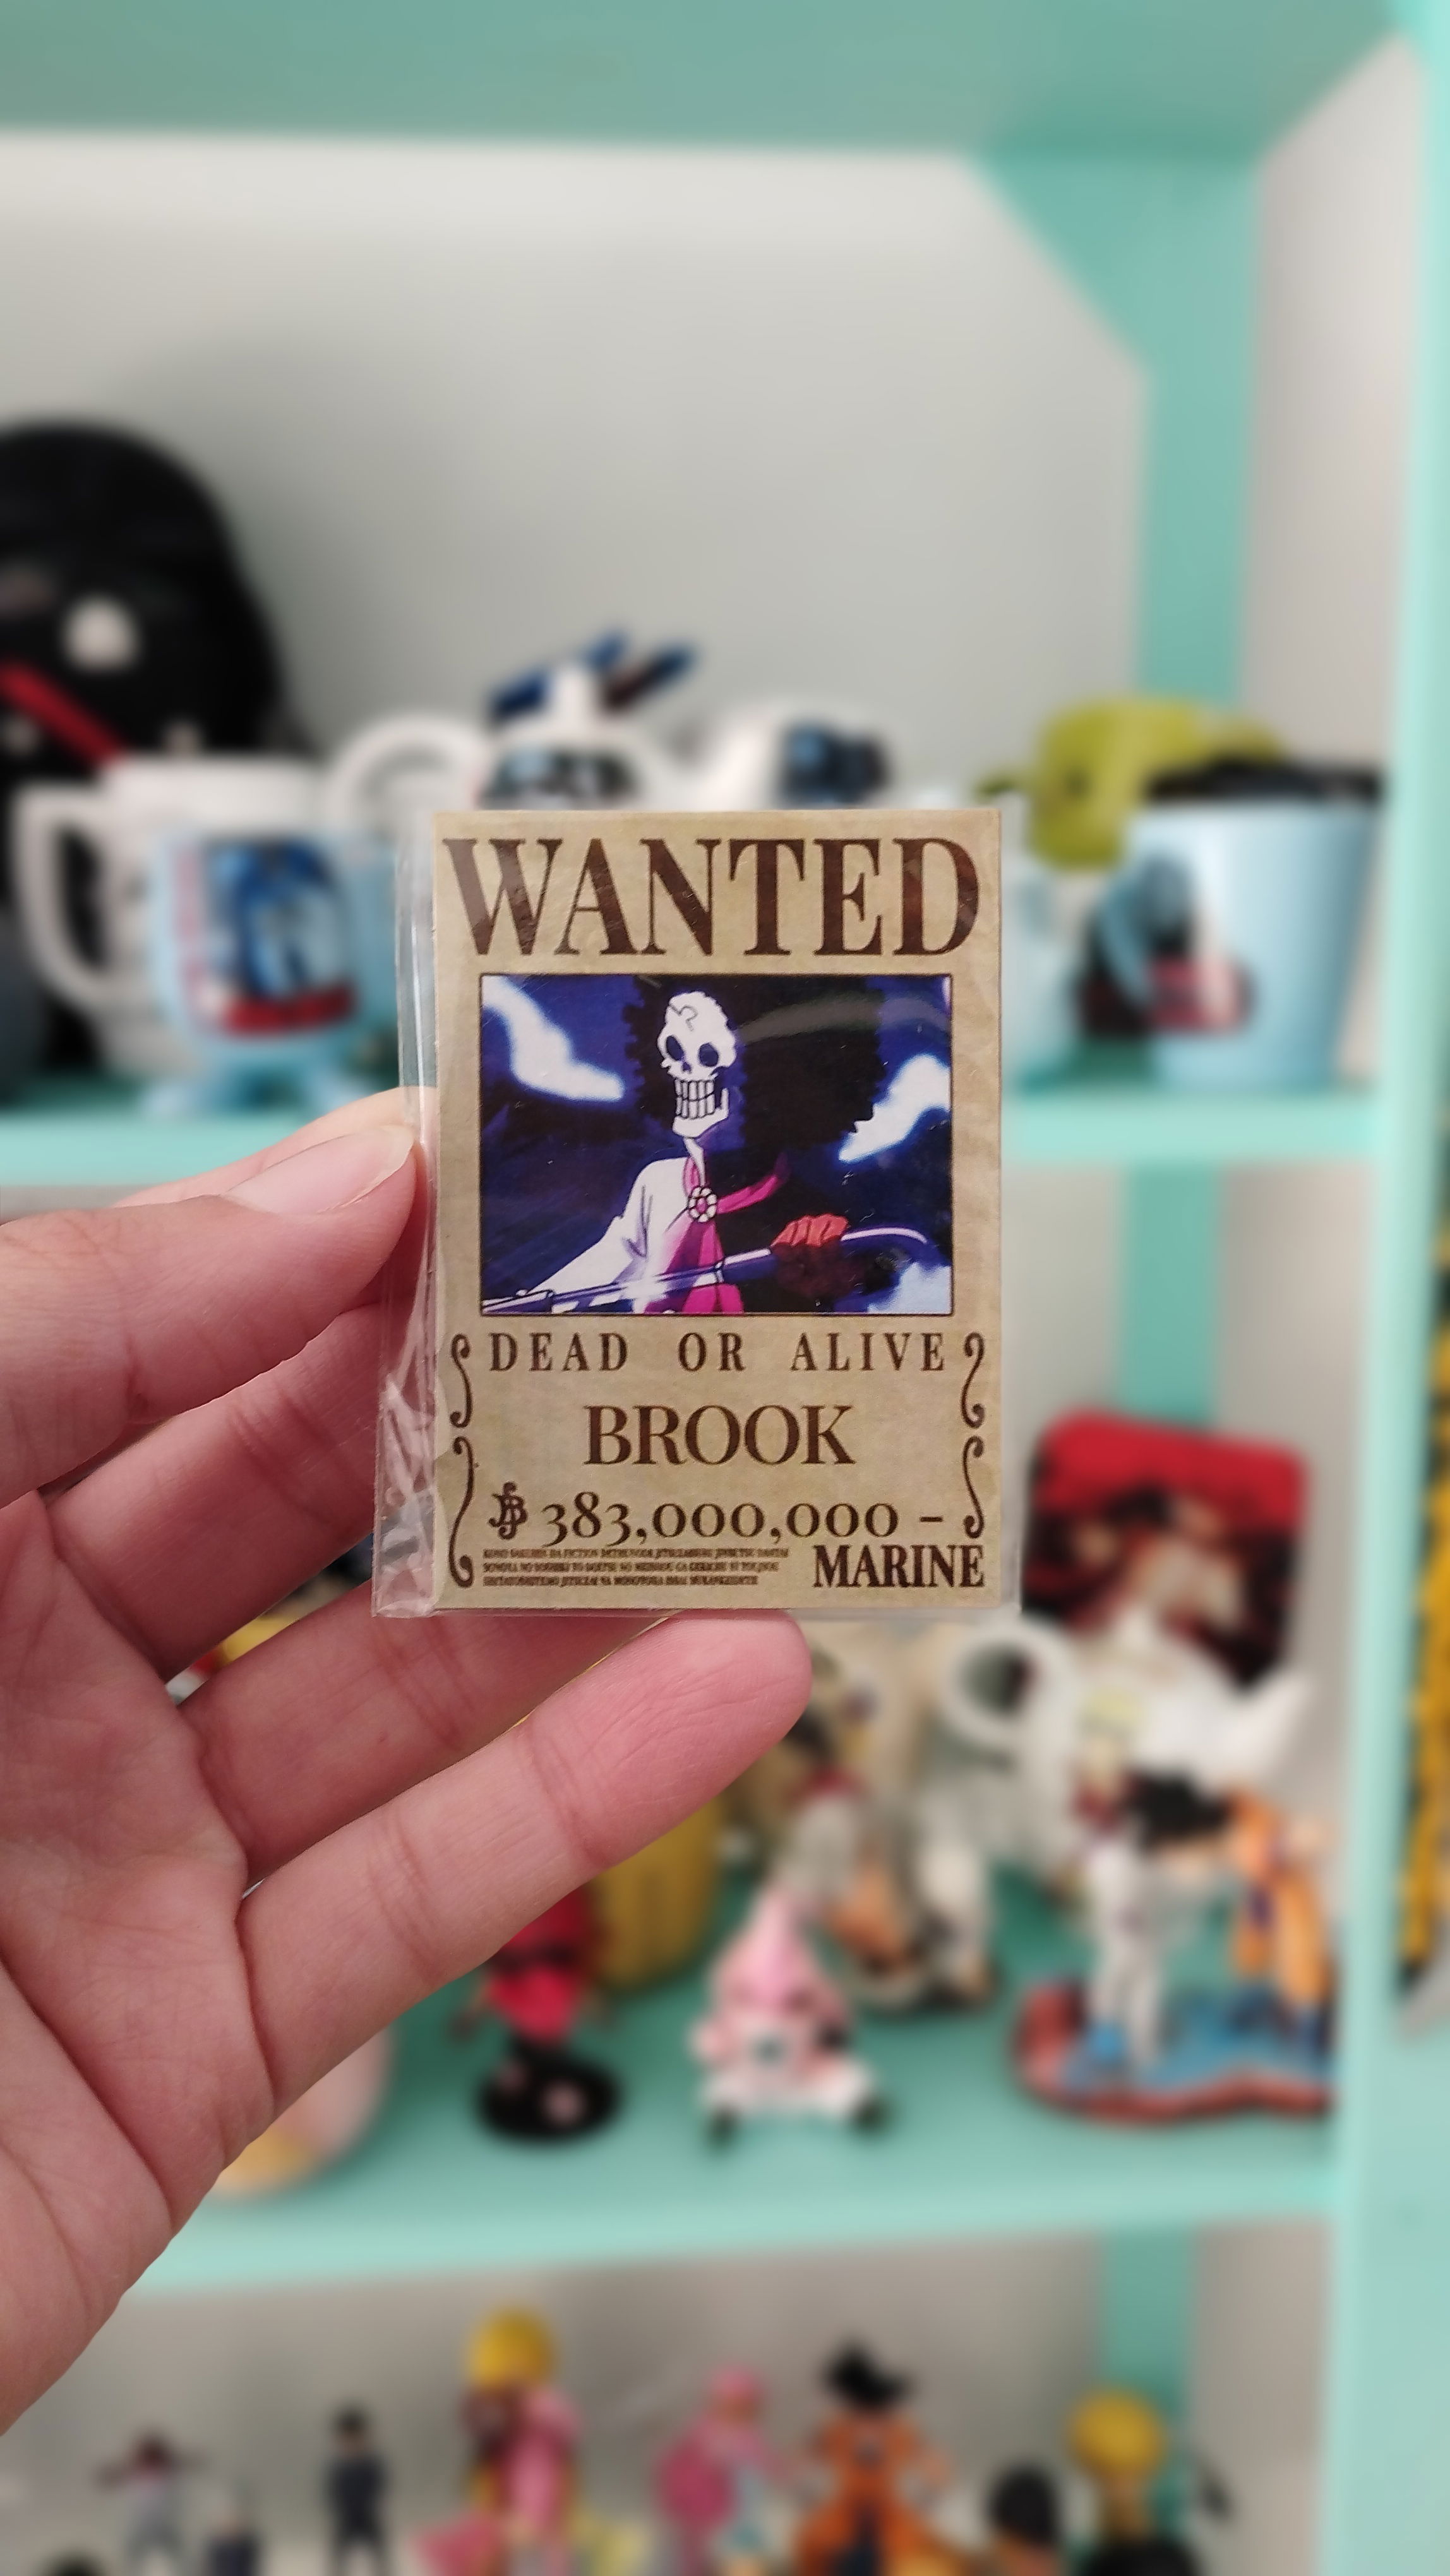 WANTED
DEAD OR ALIVE
BROOK
383,000,000 -
MARINE